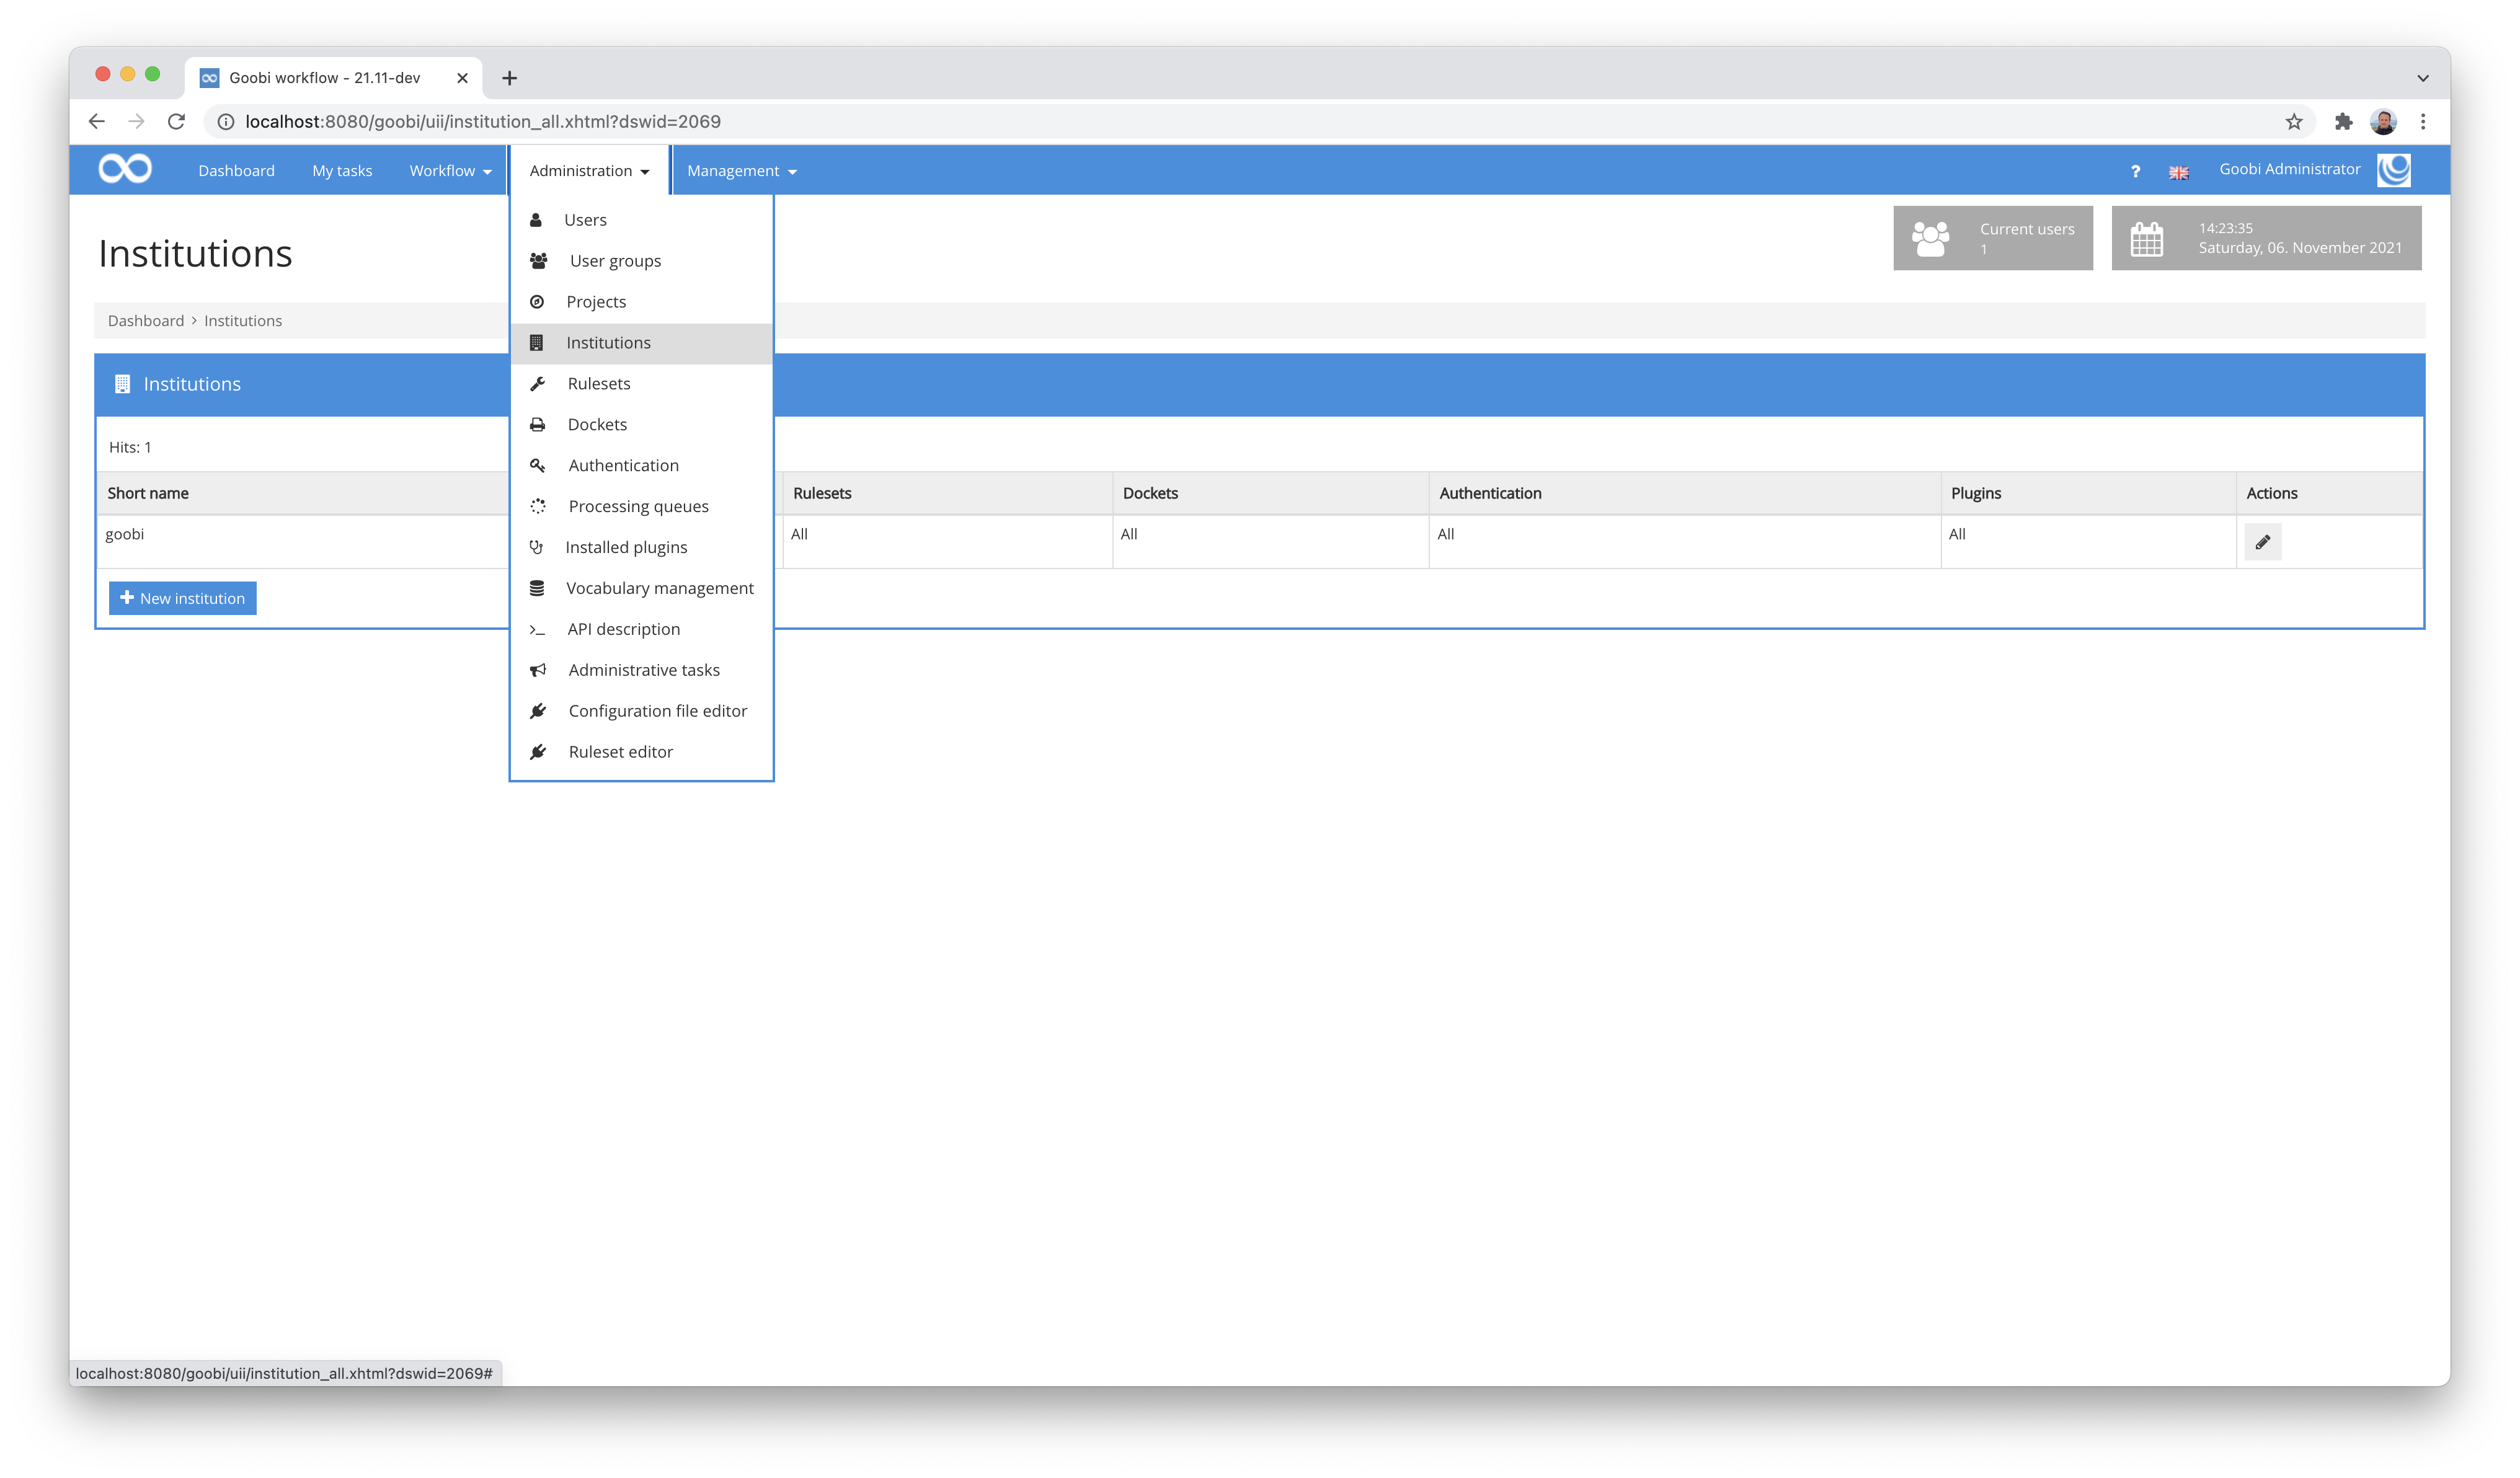 Goobi workflow - 21.11-dev
localhost:8080/goobi/uii/institution_all.xhtml?dswid=2069
Dashboard My tasks Workflow Administration Management ? Goobi Administrator
Institutions
Current users
1
14:23:35
Saturday, 06. November 2021
Dashboard > Institutions
Users
User groups
Projects
Institutions
Rulesets
Dockets
Authentication
Processing queues
Installed plugins
Vocabulary management
API description
Administrative tasks
Configuration file editor
Ruleset editor
Institutions
Hits: 1
Short name Rulesets Dockets Authentication Plugins Actions
goobi All All All All
New institution
localhost:8080/goobi/uii/institution_all.xhtml?dswid=2069#